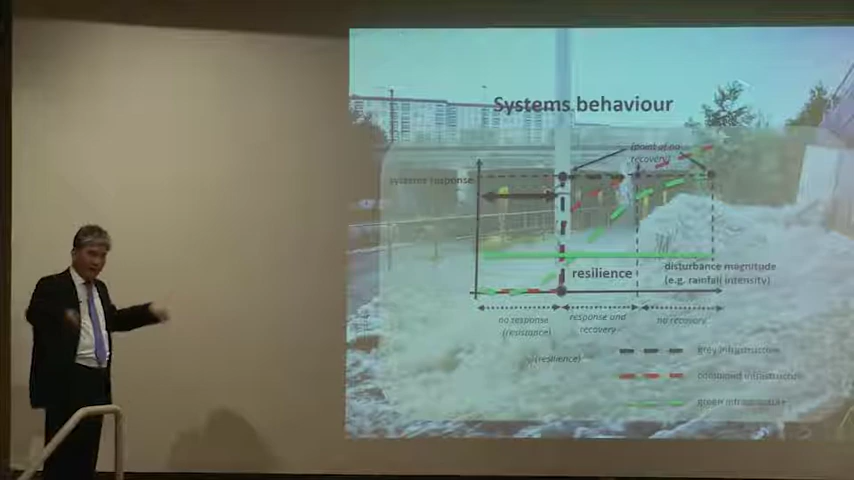 Systems behaviour
(point of no
recovery)
systems response
resilience
disturbance magnitude
(e.g. rainfall intensity)
no response
(resistance)
response and
recovery
no recovery
(resilience)
grey infrastructure
combined infrastructure
green infrastructure